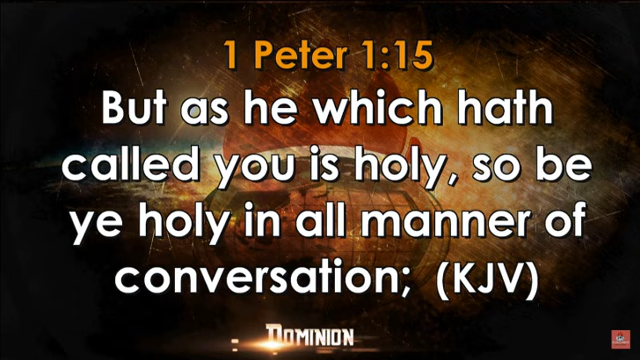 1 Peter 1:15
But as he which hath
called you is holy, so be
ye holy in all manner of
conversation; (KJV)
DOMINION